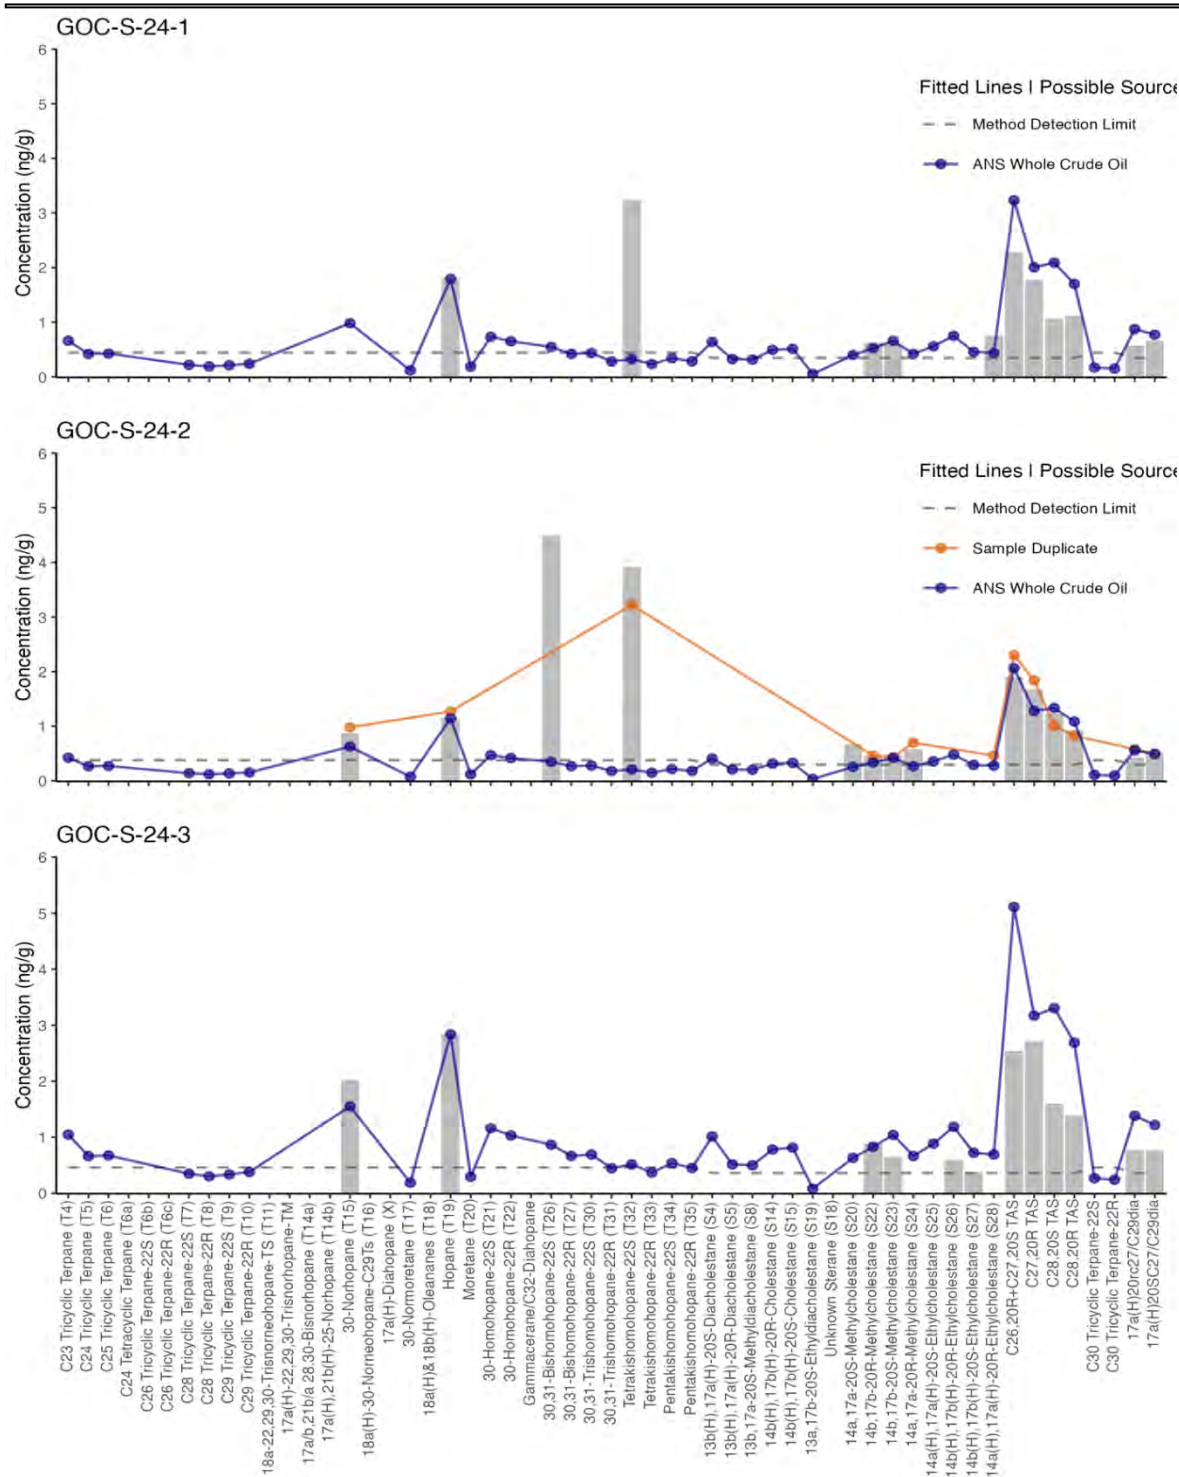 GOC-S-24-1
6
5
4
3
2
1
0
Concentration (ng/g)
Fitted Lines | Possible Source
Method Detection Limit
ANS Whole Crude Oil
GOC-S-24-2
6
5
4
3
2
1
0
Concentration (ng/g)
Fitted Lines | Possible Source
Method Detection Limit
Sample Duplicate
ANS Whole Crude Oil
GOC-S-24-3
6
5
4
3
2
1
0
Concentration (ng/g)
C23 Tricyclic Terpane (T4)
C24 Tricyclic Terpane (T5)
C25 Tricyclic Terpane (T6)
C24 Tetracyclic Terpane (T6a)
C26 Tricyclic Terpane-22S (T6b)
C26 Tricyclic Terpane-22R (T6c)
C28 Tricyclic Terpane-22S (T7)
C28 Tricyclic Terpane-22R (T8)
C29 Tricyclic Terpane-22S (T9)
C29 Tricyclic Terpane-22R (T10)
18a-22,29,30-Trisnorneohopane-TS (T11)
17a(H)-22,29,30-Trisnorhopane-TM
17a/b,21b/a 28,30-Bisnorhopane (T14a)
17a(H),21b(H)-25-Norhopane (T14b)
30-Norhopane (T15)
18a(H)-30-Norneohopane-C29Ts (T16)
17a(H)-Diahopane (X)
30-Normoretane (T17)
18a(H)&18b(H)-Oleananes (T18)
Hopane (T19)
Moretane (T20)
30-Homohopane-22S (T21)
30-Homohopane-22R (T22)
Gammacerane/C32-Diahopane
30,31-Bishomohopane-22S (T26)
30,31-Bishomohopane-22R (T27)
30,31-Trishomohopane-22S (T30)
30,31-Trishomohopane-22R (T31)
Tetrakishomohopane-22S (T32)
Tetrakishomohopane-22R (T33)
Pentakishomohopane-22S (T34)
Pentakishomohopane-22R (T35)
13b(H),17a(H)-20S-Diacholestane (S4)
13b(H),17a(H)-20R-Diacholestane (S5)
13b,17a-20S-Methyldiacholestane (S8)
14b(H),17b(H)-20R-Cholestane (S14)
14b(H),17b(H)-20S-Cholestane (S15)
13a,17b-20S-Ethyldiacholestane (S19)
Unknown Sterane (S18)
14a,17a-20S-Methylcholestane (S20)
14b,17b-20R-Methylcholestane (S22)
14b,17b-20S-Methylcholestane (S23)
14a,17a-20R-Methylcholestane (S24)
14a(H),17a(H)-20S-Ethylcholestane (S25)
14b(H),17b(H)-20R-Ethylcholestane (S26)
14b(H),17b(H)-20S-Ethylcholestane (S27)
14a(H),17a(H)-20R-Ethylcholestane (S28)
C26,20R+C27,20S TAS
C27,20R TAS
C28,20S TAS
C28,20R TAS
C30 Tricyclic Terpane-22S
C30 Tricyclic Terpane-22R
17a(H)20rc27/C29dia
17a(H)20SC27/C29dia